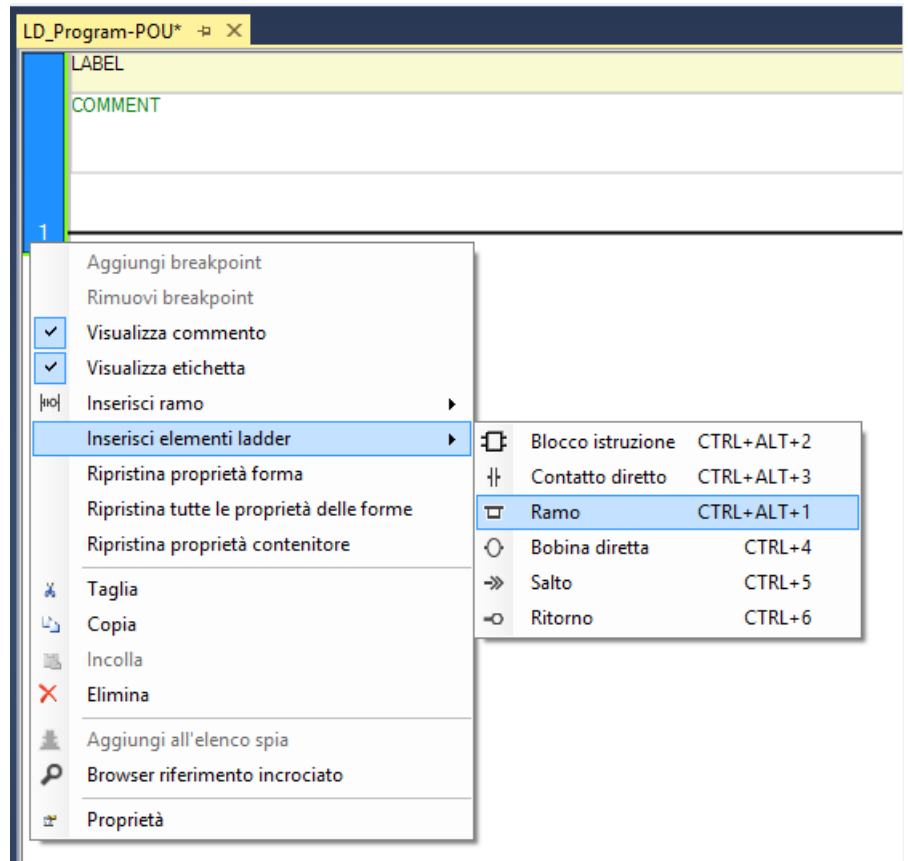 LD_Program-POU*
LABEL
COMMENT
1
Aggiungi breakpoint
Rimuovi breakpoint
Visualizza commento
Visualizza etichetta
Inserisci ramo
Inserisci elementi ladder
Ripristina proprietà forma
Ripristina tutte le proprietà delle forme
Ripristina proprietà contenitore
Taglia
Copia
Incolla
Elimina
Aggiungi all'elenco spia
Browser riferimento incrociato
Proprietà
Blocco istruzione CTRL+ALT+2
Contatto diretto CTRL+ALT+3
Ramo CTRL+ALT+1
Bobina diretta CTRL+4
Salto CTRL+5
Ritorno CTRL+6